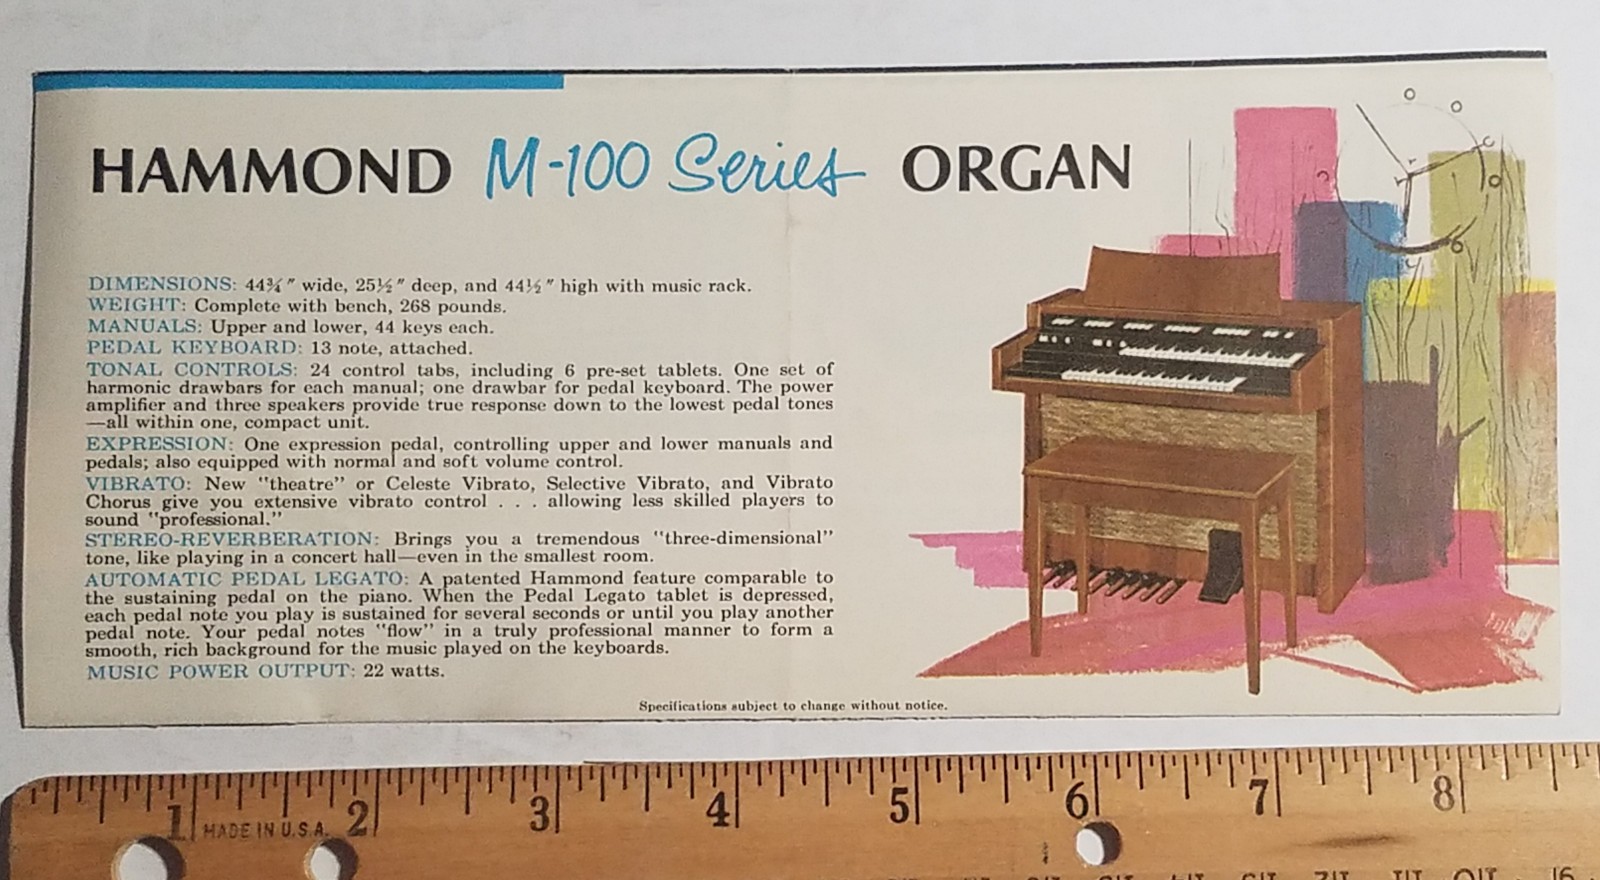 HAMMOND M-100 Series ORGAN
DIMENSIONS: 44¾″ wide, 25½″ deep, and 44½″ high with music rack.
WEIGHT: Complete with bench, 268 pounds.
MANUALS: Upper and lower, 44 keys each.
PEDAL KEYBOARD: 13 note, attached.
TONAL CONTROLS: 24 control tabs, including 6 pre-set tablets. One set of
harmonic drawbars for each manual; one drawbar for pedal keyboard. The power
amplifier and three speakers provide true response down to the lowest pedal tones
—all within one, compact unit.
EXPRESSION: One expression pedal, controlling upper and lower manuals and
pedals; also equipped with normal and soft volume control.
VIBRATO: New "theatre" or Celeste Vibrato, Selective Vibrato, and Vibrato
Chorus give you extensive vibrato control . . . allowing less skilled players to
sound "professional."
STEREO-REVERBERATION: Brings you a tremendous "three-dimensional"
tone, like playing in a concert hall—even in the smallest room.
AUTOMATIC PEDAL LEGATO: A patented Hammond feature comparable to
the sustaining pedal on the piano. When the Pedal Legato tablet is depressed,
each pedal note you play is sustained for several seconds or until you play another
pedal note. Your pedal notes "flow" in a truly professional manner to form a
smooth, rich background for the music played on the keyboards.
MUSIC POWER OUTPUT: 22 watts.
Specifications subject to change without notice.
1 2 3 4 5 6 7 8
MADE IN U.S.A.